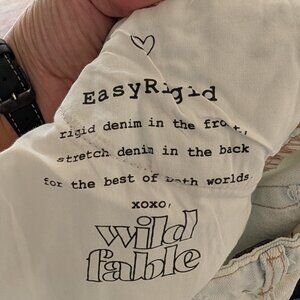 EasyRigid
rigid denim in the front,
stretch denim in the back
for the best of both worlds.
xoxo,
wild
fable